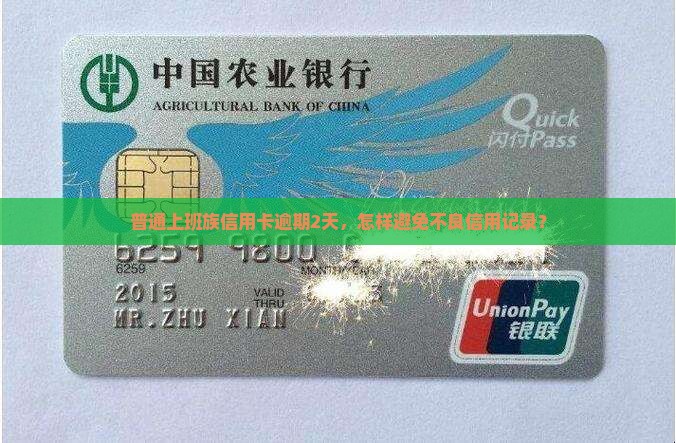 中国农业银行
AGRICULTURAL BANK OF CHINA
Quick
闪付Pass
普通上班族信用卡逾期2天，怎样避免不良信用记录？
6259 9800
6259
MONTH
2015
VALID
THRU
MR.ZHU XIAN
UnionPay
银联